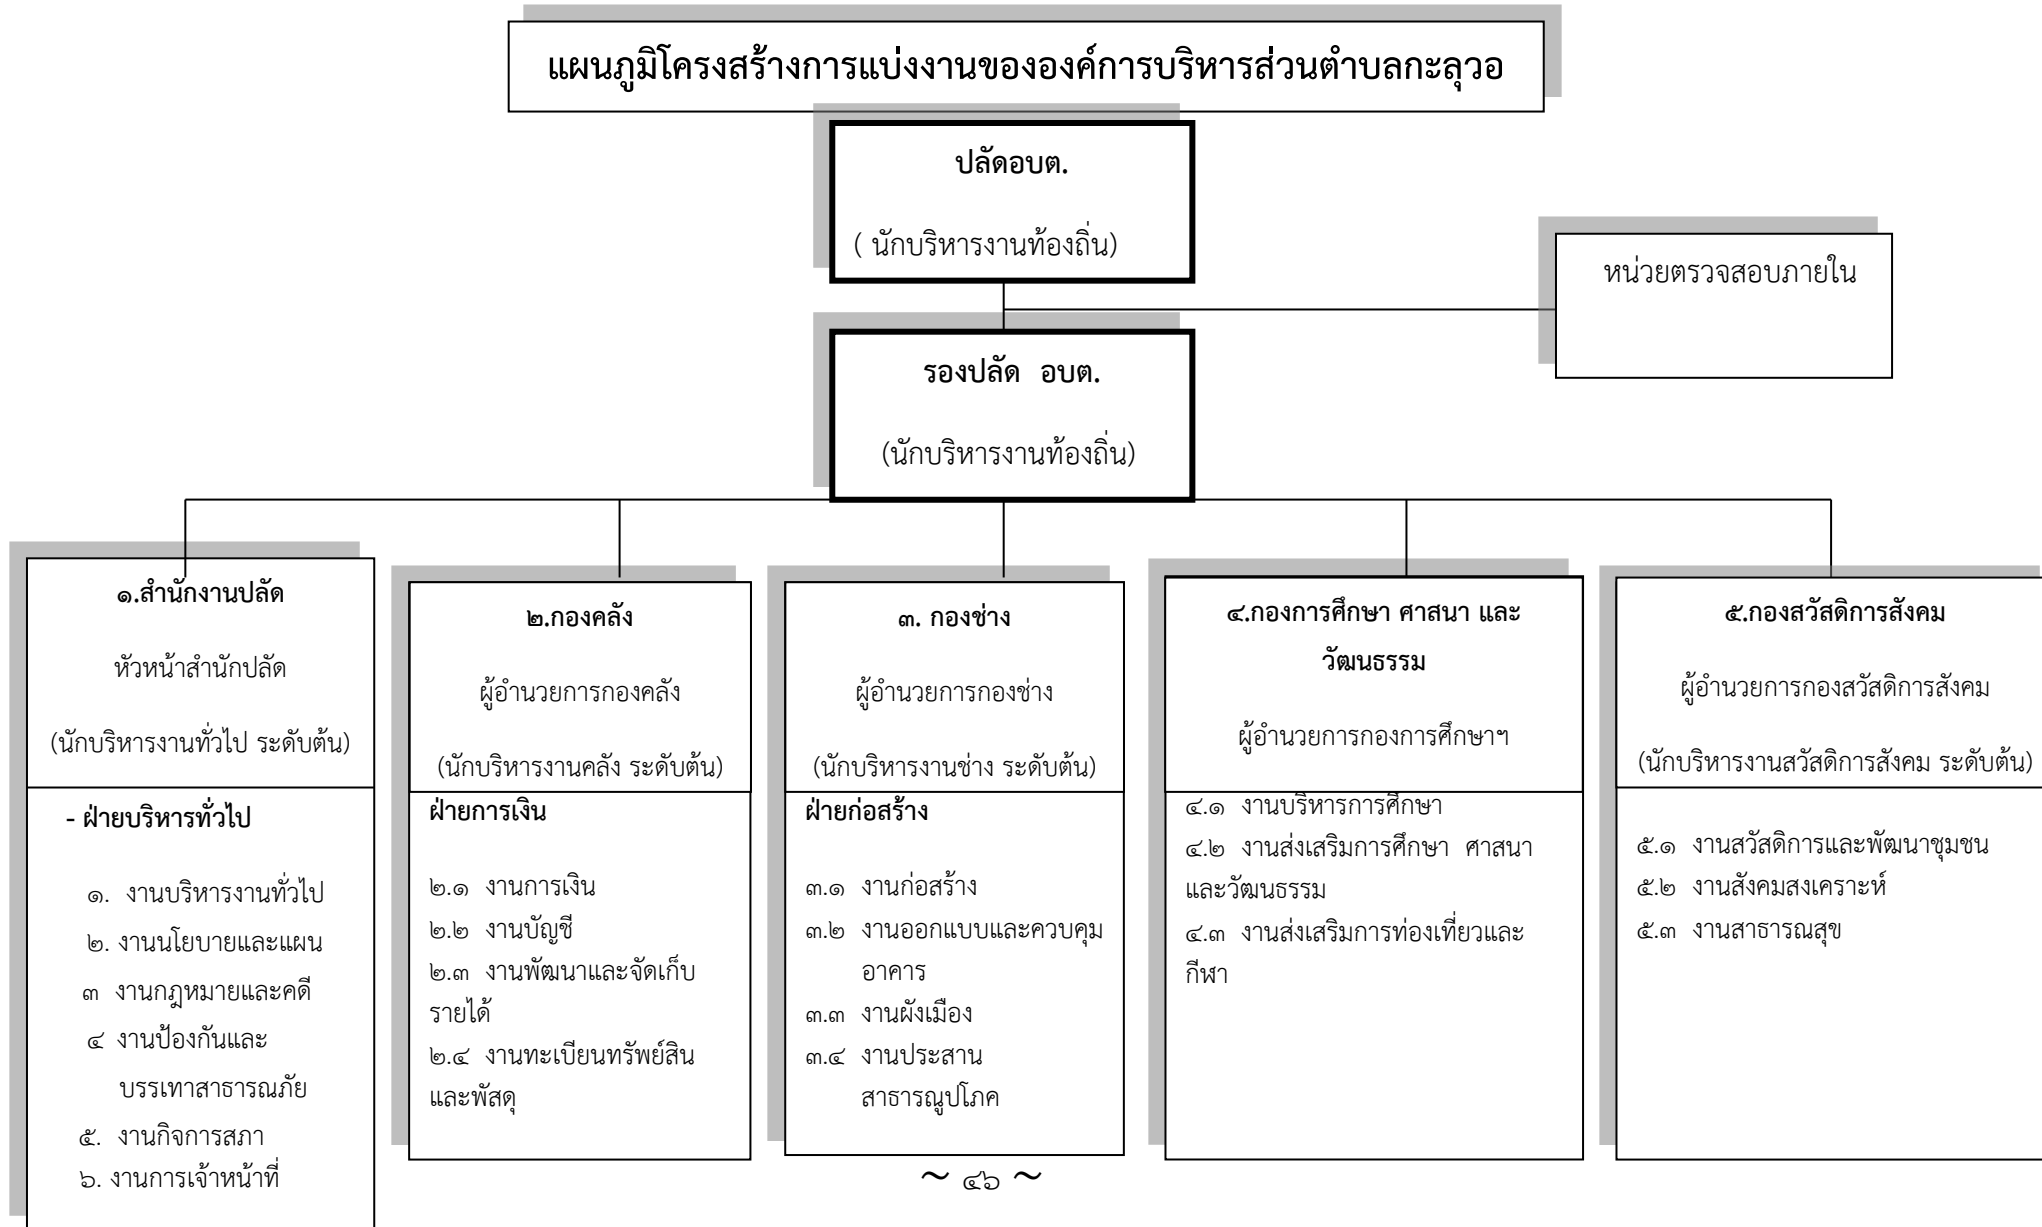 แผนภูมิโครงสร้างการแบ่งงานขององค์การบริหารส่วนตำบลกะลุวอ
ปลัดอบต.
( นักบริหารงานท้องถิ่น)
หน่วยตรวจสอบภายใน
รองปลัด อบต.
(นักบริหารงานท้องถิ่น)
๑.สำนักงานปลัด
หัวหน้าสำนักปลัด
(นักบริหารงานทั่วไป ระดับต้น)
- ฝ่ายบริหารทั่วไป
๑. งานบริหารงานทั่วไป
๒. งานนโยบายและแผน
๓ งานกฎหมายและคดี
๔ งานป้องกันและ
บรรเทาสาธารณภัย
๕. งานกิจการสภา
๖. งานการเจ้าหน้าที่
๒.กองคลัง
ผู้อำนวยการกองคลัง
(นักบริหารงานคลัง ระดับต้น)
ฝ่ายการเงิน
๒.๑ งานการเงิน
๒.๒ งานบัญชี
๒.๓ งานพัฒนาและจัดเก็บ
รายได้
๒.๔ งานทะเบียนทรัพย์สิน
และพัสดุ
๓. กองช่าง
ผู้อำนวยการกองช่าง
(นักบริหารงานช่าง ระดับต้น)
ฝ่ายก่อสร้าง
๓.๑ งานก่อสร้าง
๓.๒ งานออกแบบและควบคุม
อาคาร
๓.๓ งานผังเมือง
๓.๔ งานประสาน
สาธารณูปโภค
๔.กองการศึกษา ศาสนา และ
วัฒนธรรม
ผู้อำนวยการกองการศึกษาฯ
๔.๑ งานบริหารการศึกษา
๔.๒ งานส่งเสริมการศึกษา ศาสนา
และวัฒนธรรม
๔.๓ งานส่งเสริมการท่องเที่ยวและ
กีฬา
๕.กองสวัสดิการสังคม
ผู้อำนวยการกองสวัสดิการสังคม
(นักบริหารงานสวัสดิการสังคม ระดับต้น)
๕.๑ งานสวัสดิการและพัฒนาชุมชน
๕.๒ งานสังคมสงเคราะห์
๕.๓ งานสาธารณสุข
~ ๔๖ ~